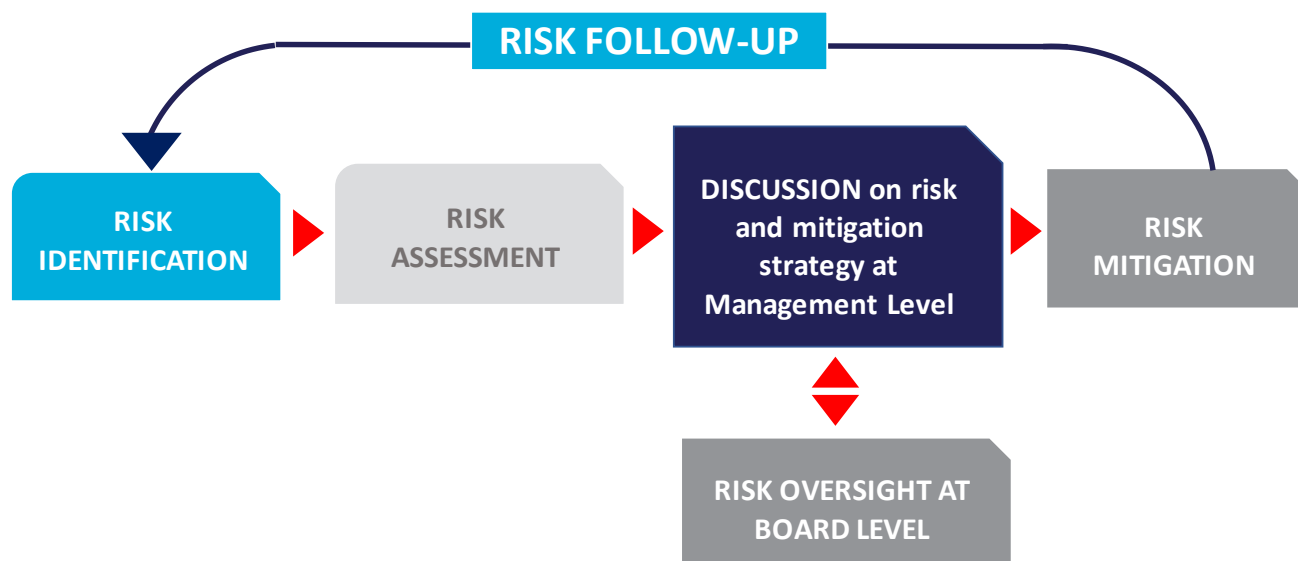 RISK FOLLOW-UP
RISK
IDENTIFICATION
RISK
ASSESSMENT
DISCUSSION on risk
and mitigation
strategy at
Management Level
RISK
MITIGATION
RISK OVERSIGHT AT
BOARD LEVEL